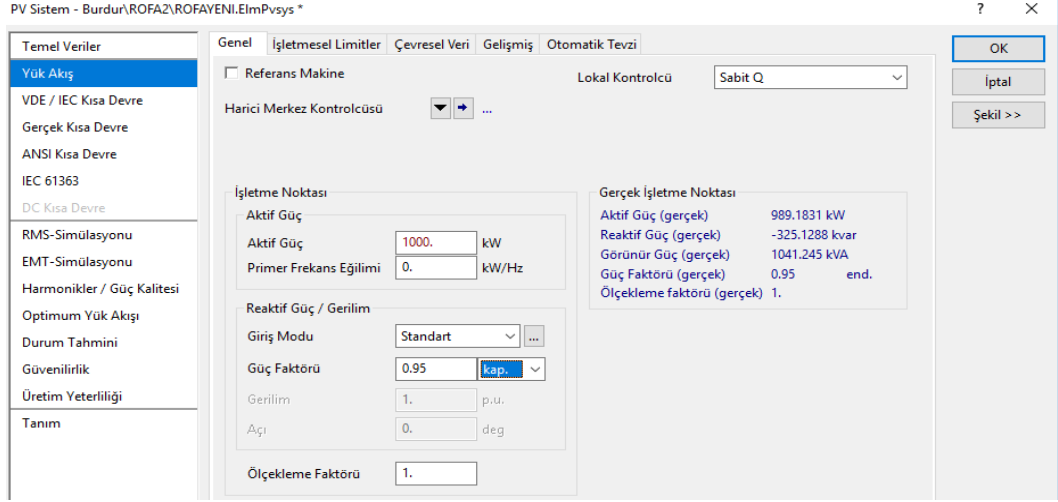 PV Sistem - Burdur\ROFA2\ROFAYENI.ElmPvsys *
?
Temel Veriler
Yük Akış
VDE / IEC Kısa Devre
Gerçek Kısa Devre
ANSI Kısa Devre
IEC 61363
DC Kısa Devre
RMS-Simülasyonu
EMT-Simülasyonu
Harmonikler / Güç Kalitesi
Optimum Yük Akışı
Durum Tahmini
Güvenilirlik
Üretim Yeterliliği
Tanım
Genel İşletmesel Limitler Çevresel Veri Gelişmiş Otomatik Tevzi
Referans Makine
Lokal Kontrolcü Sabit Q
Harici Merkez Kontrolcüsü ...
İşletme Noktası
Aktif Güç
Aktif Güç 1000. kW
Primer Frekans Eğilimi 0. kW/Hz
Reaktif Güç / Gerilim
Giriş Modu Standart ...
Güç Faktörü 0.95 kap.
Gerilim 1. p.u.
Açı 0. deg
Ölçekleme Faktörü 1.
Gerçek İşletme Noktası
Aktif Güç (gerçek) 989.1831 kW
Reaktif Güç (gerçek) -325.1288 kvar
Görünür Güç (gerçek) 1041.245 kVA
Güç Faktörü (gerçek) 0.95 end.
Ölçekleme faktörü (gerçek) 1.
OK
İptal
Şekil >>